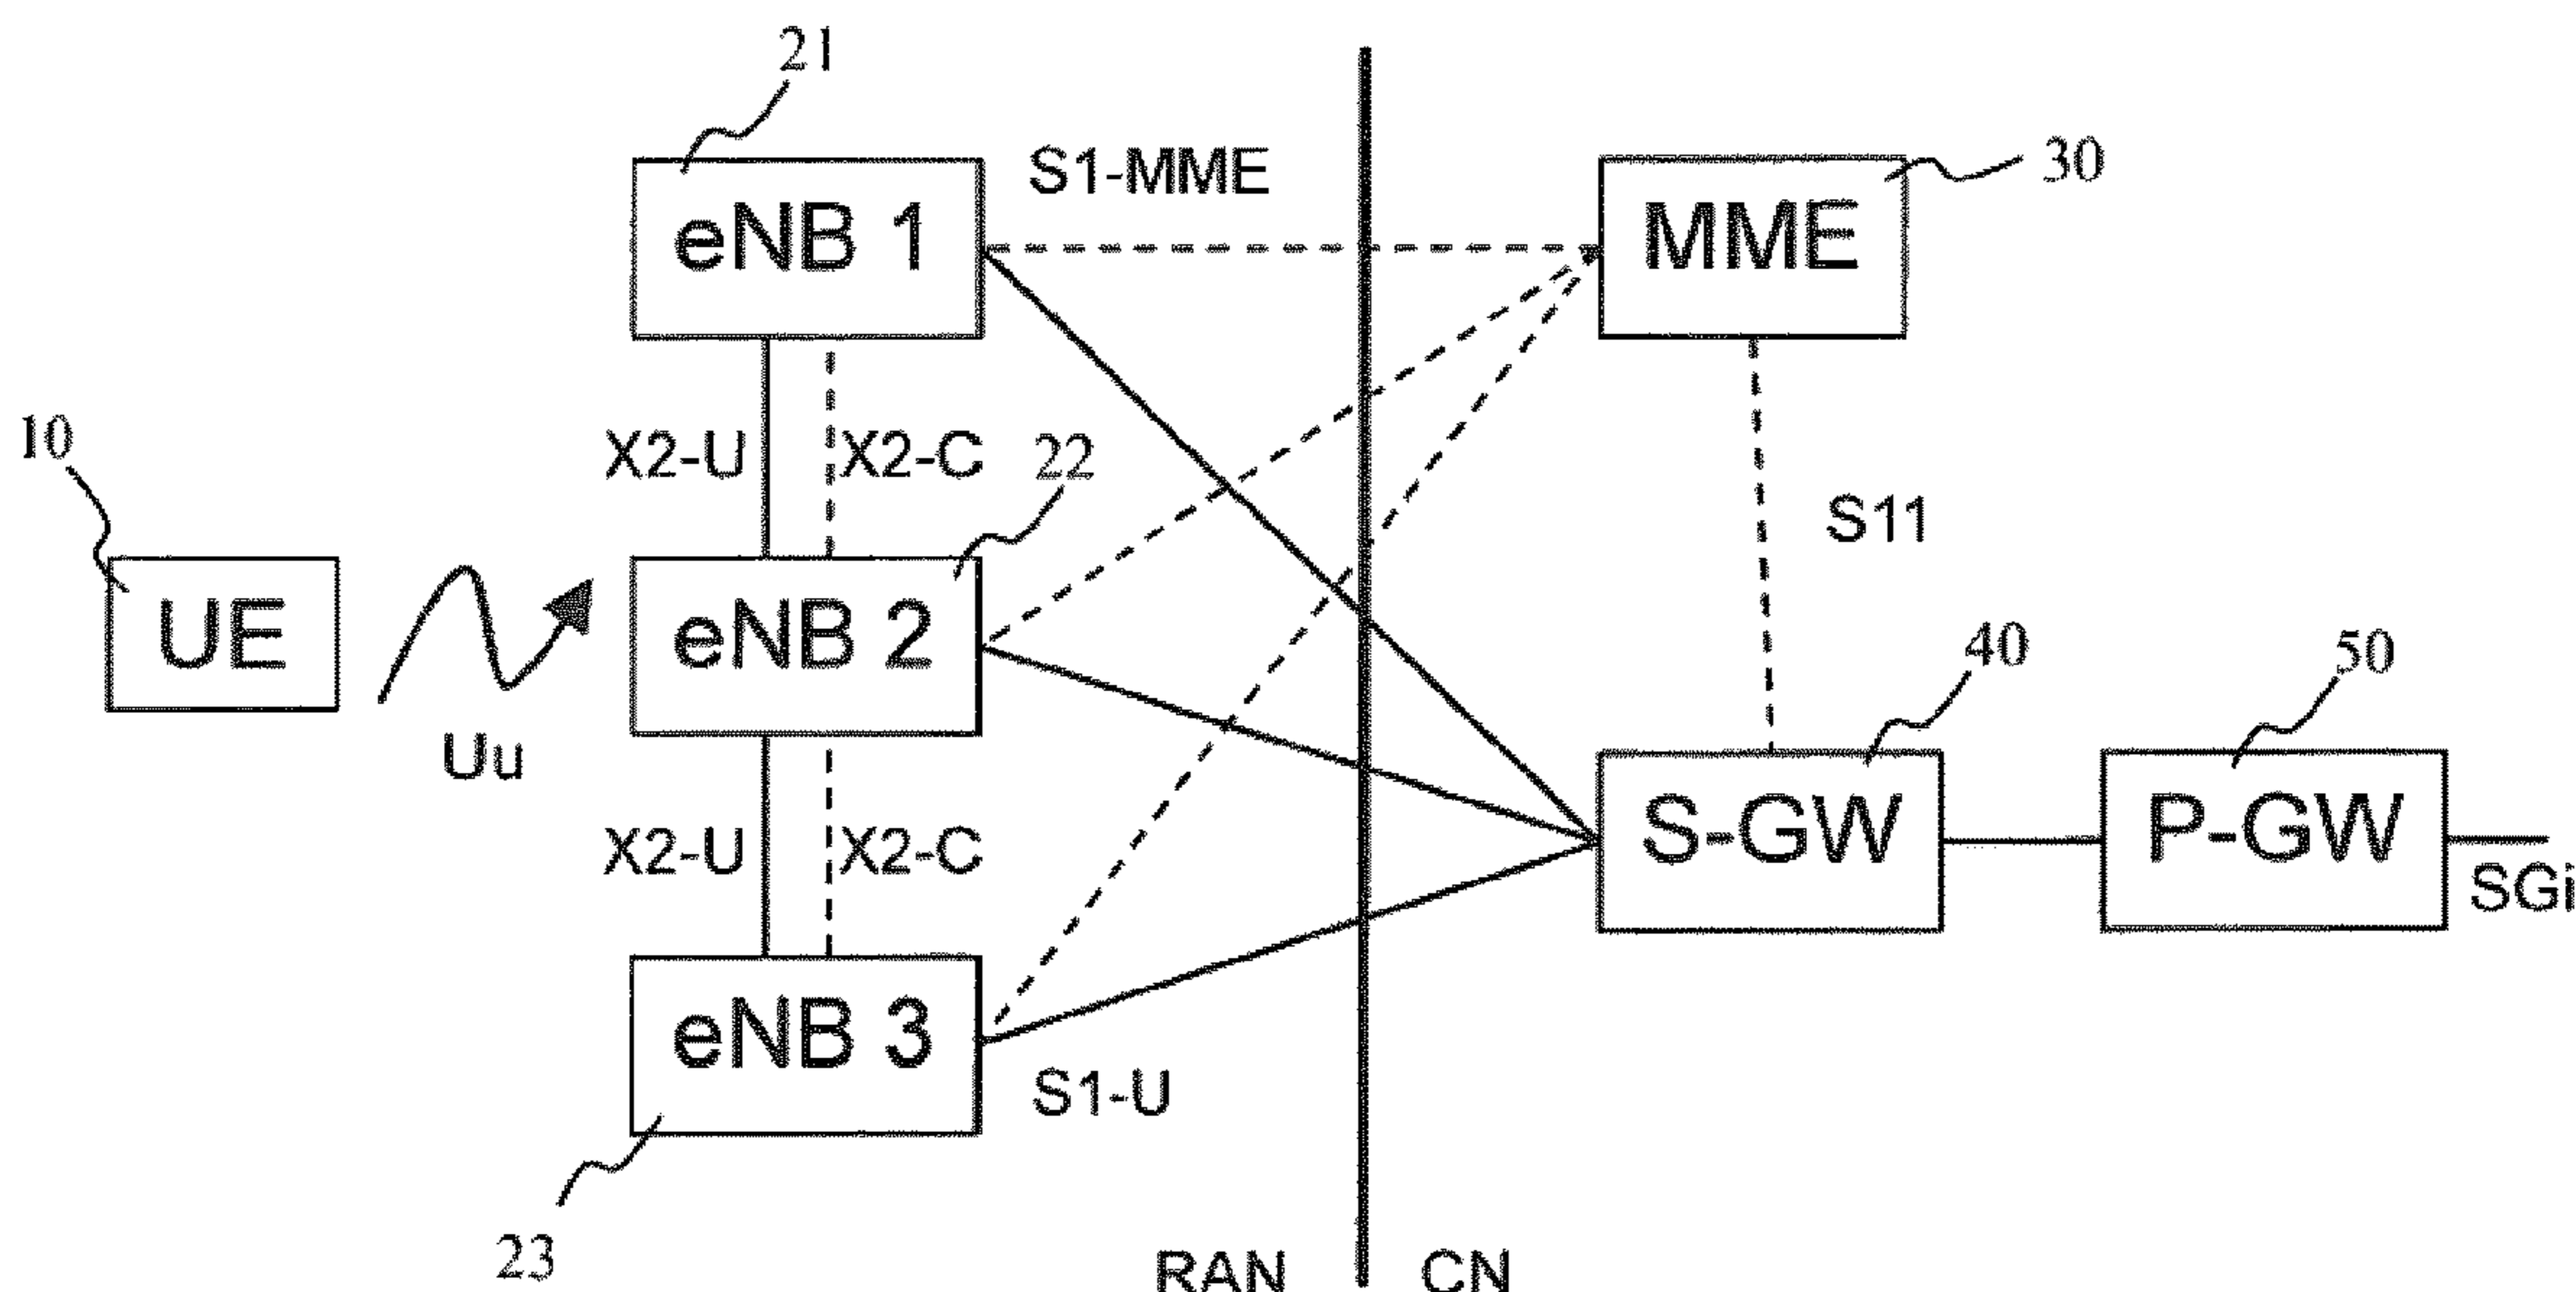 21
S1-MME
30
eNB 1
MME
10
X2-U
X2-C
22
S11
UE
eNB 2
40
50
Uu
X2-U
X2-C
S-GW
P-GW
SGi
eNB 3
S1-U
23
RAN
CN